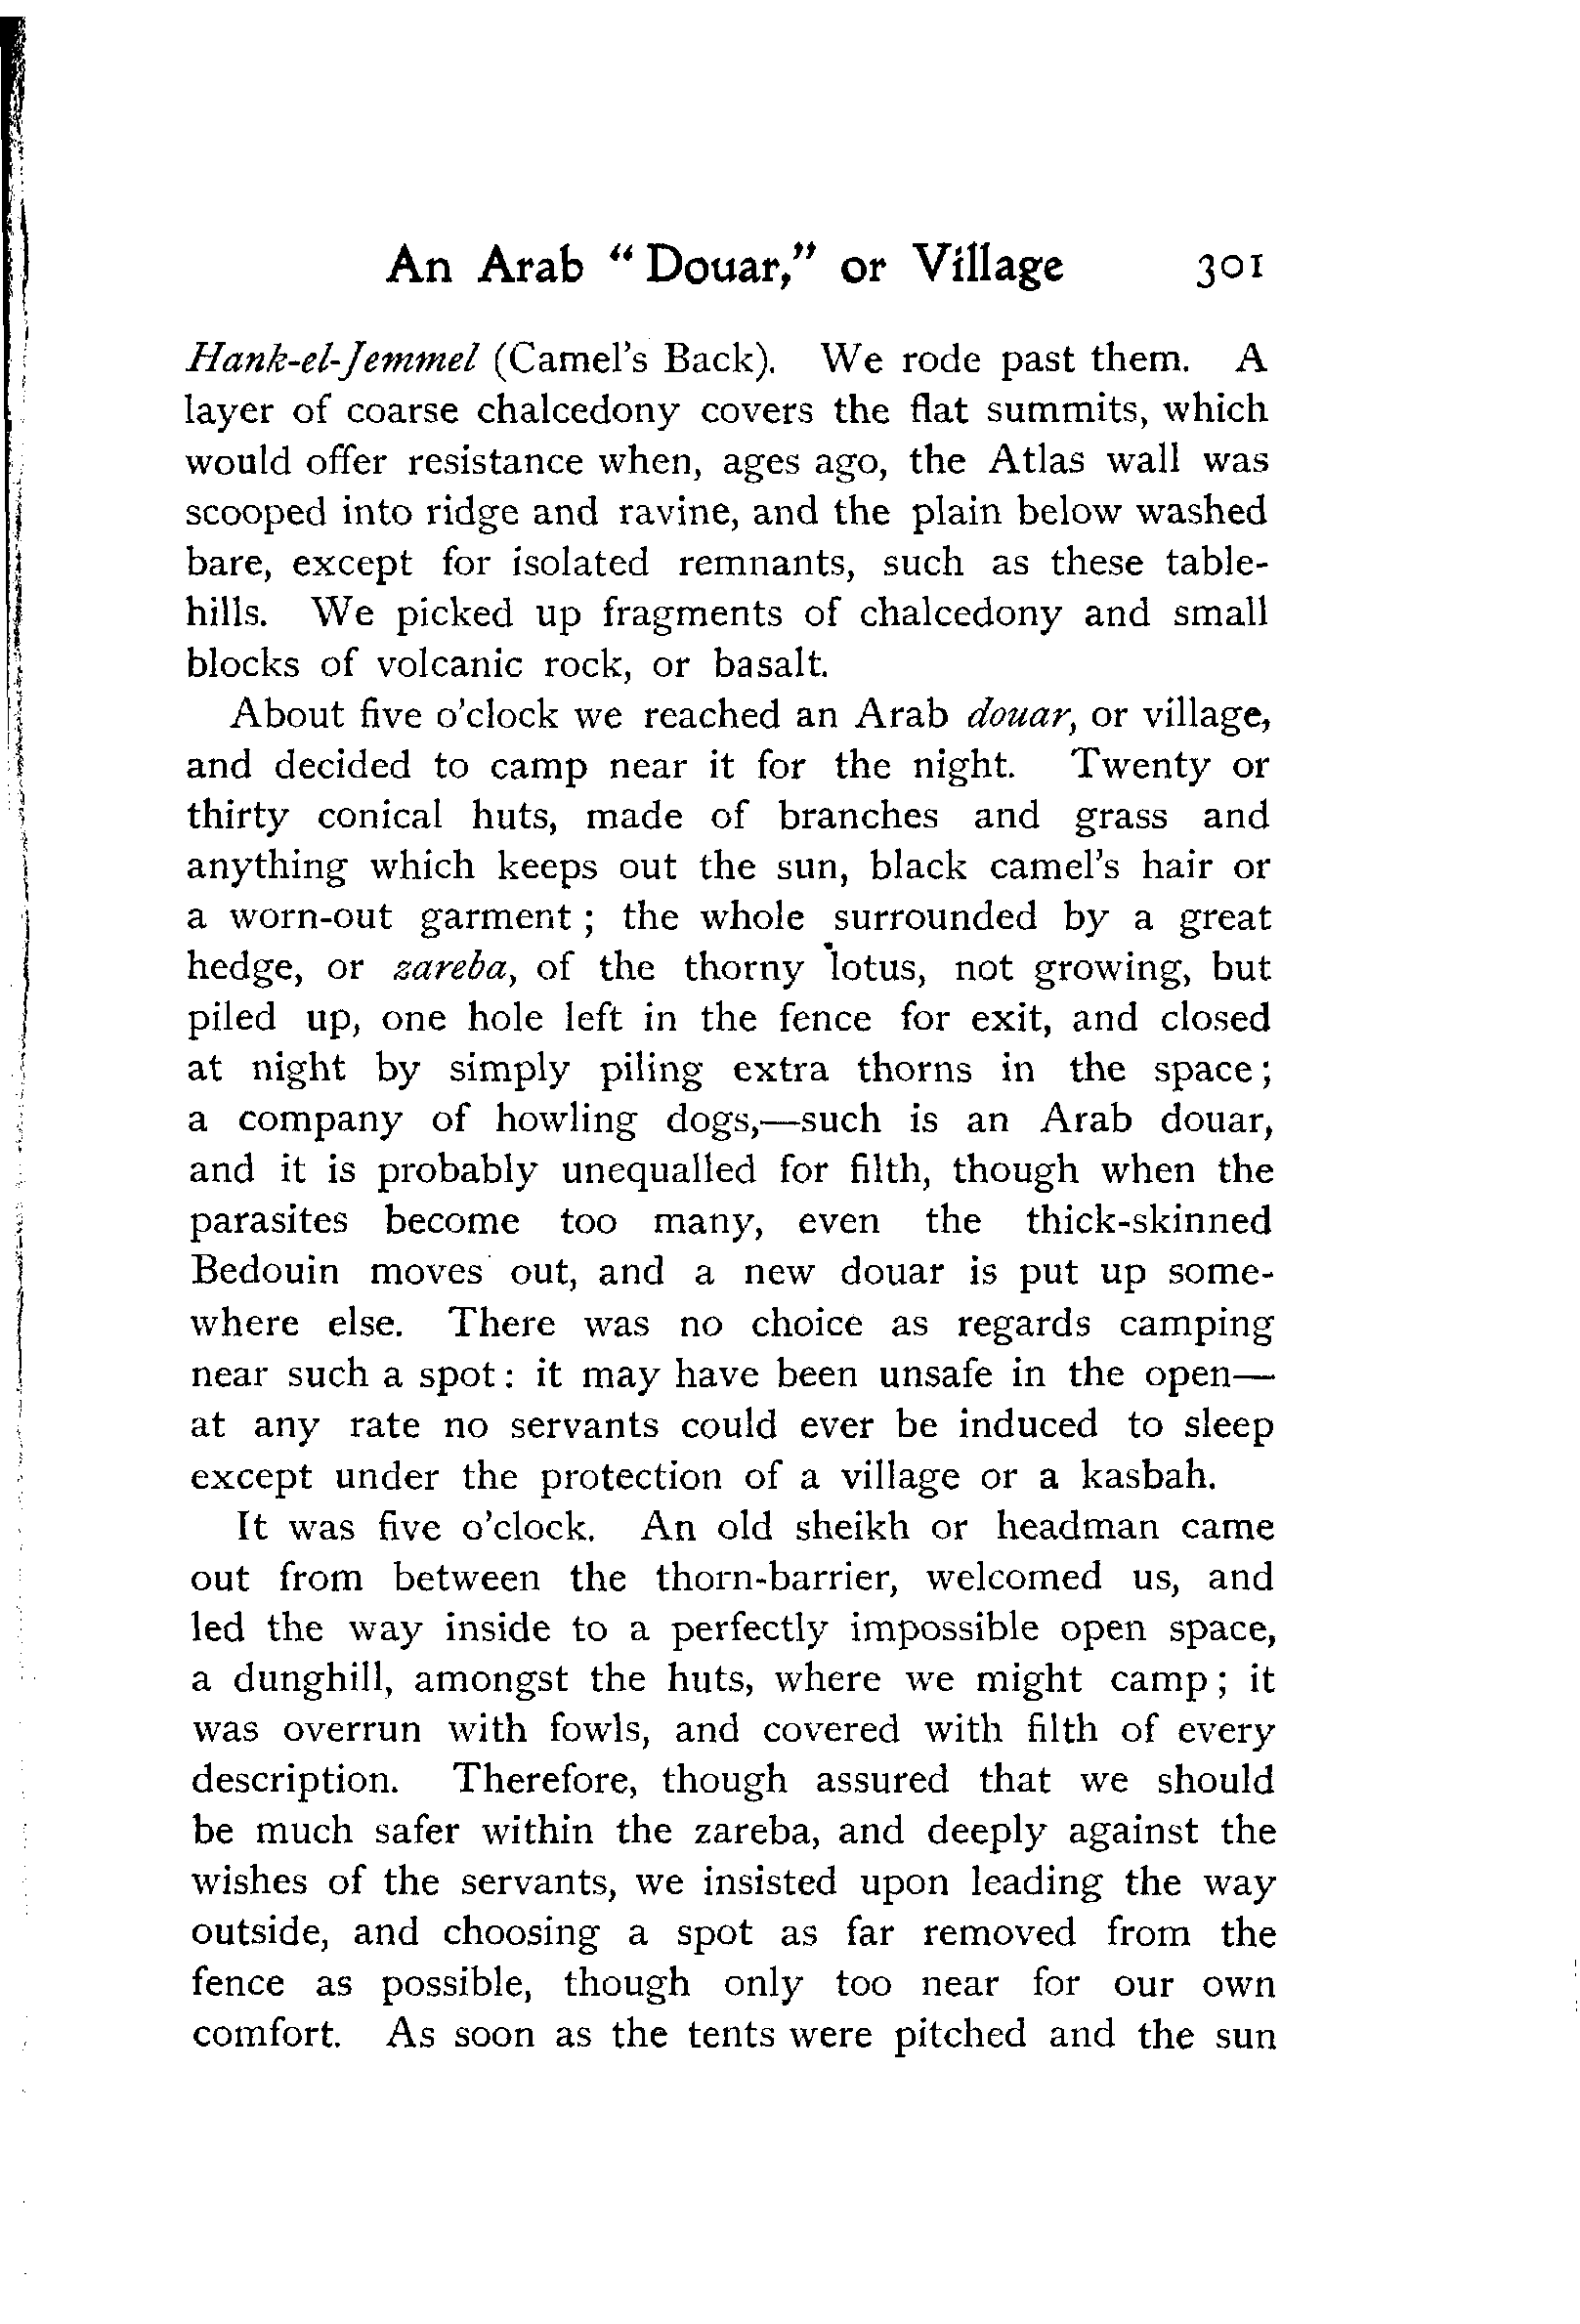 An Arab "Douar," or Village 301
Hank-el-Jemmel (Camel's Back). We rode past them. A
layer of coarse chalcedony covers the flat summits, which
would offer resistance when, ages ago, the Atlas wall was
scooped into ridge and ravine, and the plain below washed
bare, except for isolated remnants, such as these table-
hills. We picked up fragments of chalcedony and small
blocks of volcanic rock, or basalt.
About five o'clock we reached an Arab douar, or village,
and decided to camp near it for the night. Twenty or
thirty conical huts, made of branches and grass and
anything which keeps out the sun, black camel's hair or
a worn-out garment; the whole surrounded by a great
hedge, or zareba, of the thorny lotus, not growing, but
piled up, one hole left in the fence for exit, and closed
at night by simply piling extra thorns in the space;
a company of howling dogs,—such is an Arab douar,
and it is probably unequalled for filth, though when the
parasites become too many, even the thick-skinned
Bedouin moves out, and a new douar is put up some-
where else. There was no choice as regards camping
near such a spot: it may have been unsafe in the open—
at any rate no servants could ever be induced to sleep
except under the protection of a village or a kasbah.
It was five o'clock. An old sheikh or headman came
out from between the thorn-barrier, welcomed us, and
led the way inside to a perfectly impossible open space,
a dunghill, amongst the huts, where we might camp; it
was overrun with fowls, and covered with filth of every
description. Therefore, though assured that we should
be much safer within the zareba, and deeply against the
wishes of the servants, we insisted upon leading the way
outside, and choosing a spot as far removed from the
fence as possible, though only too near for our own
comfort. As soon as the tents were pitched and the sun